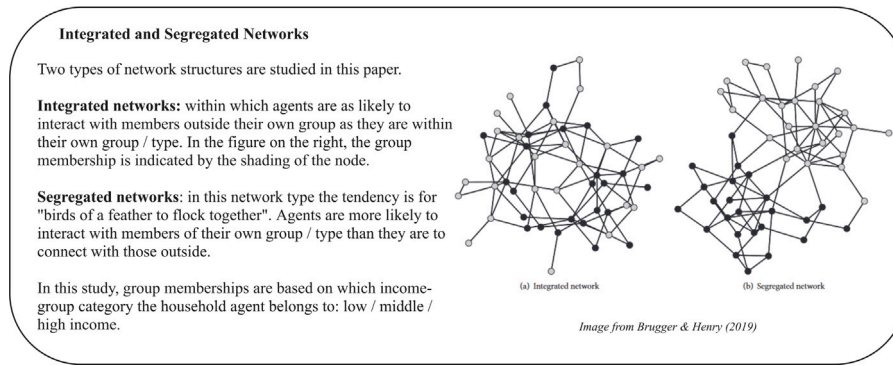 Integrated and Segregated Networks
Two types of network structures are studied in this paper.
Integrated networks: within which agents are as likely to
interact with members outside their own group as they are within
their own group / type. In the figure on the right, the group
membership is indicated by the shading of the node.
Segregated networks: in this network type the tendency is for
"birds of a feather to flock together". Agents are more likely to
interact with members of their own group / type than they are to
connect with those outside.
In this study, group memberships are based on which income-
group category the household agent belongs to: low / middle /
high income.
(a) Integrated network
(b) Segregated network
Image from Brugger & Henry (2019)